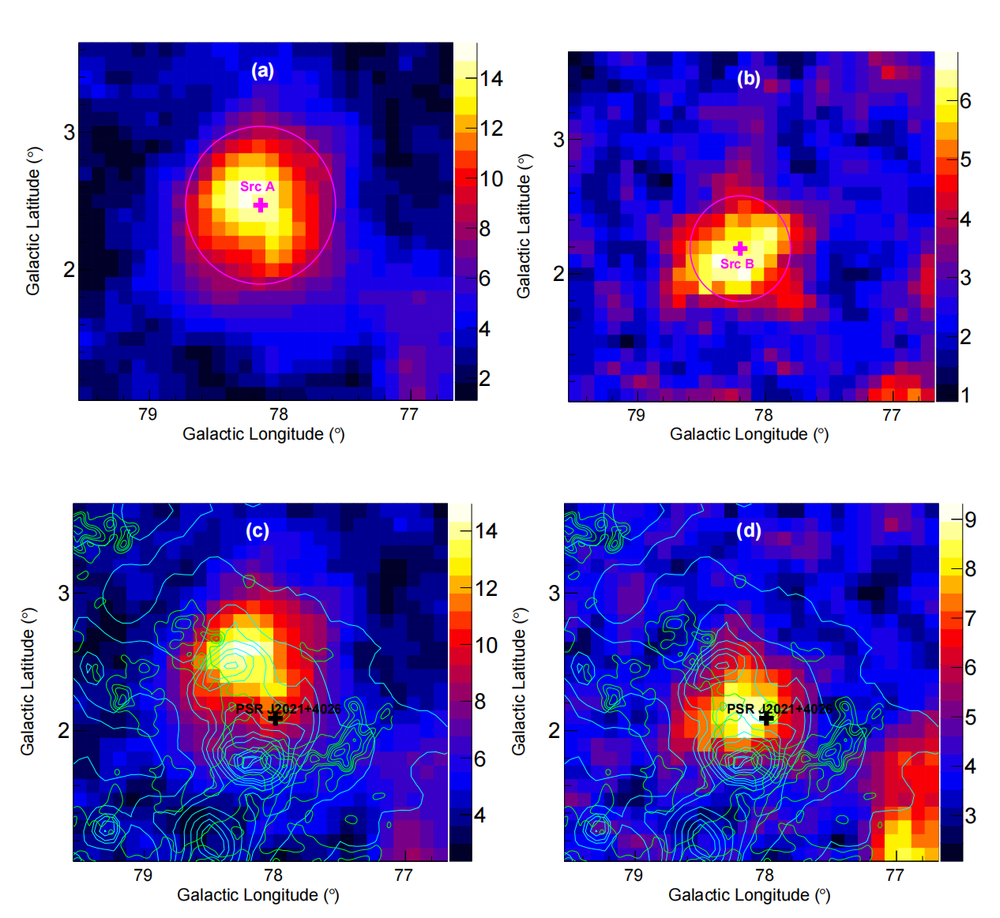 (a)
Src A
3
2
79
78
77
Galactic Longitude (°)
Galactic Latitude (°)
14
12
10
8
6
4
2
(b)
Src B
3
2
79
78
77
Galactic Longitude (°)
Galactic Latitude (°)
6
5
4
3
2
1
(c)
PSR J2021+4026
3
2
79
78
77
Galactic Longitude (°)
Galactic Latitude (°)
14
12
10
8
6
4
(d)
PSR J2021+4026
3
2
79
78
77
Galactic Longitude (°)
Galactic Latitude (°)
9
8
7
6
5
4
3